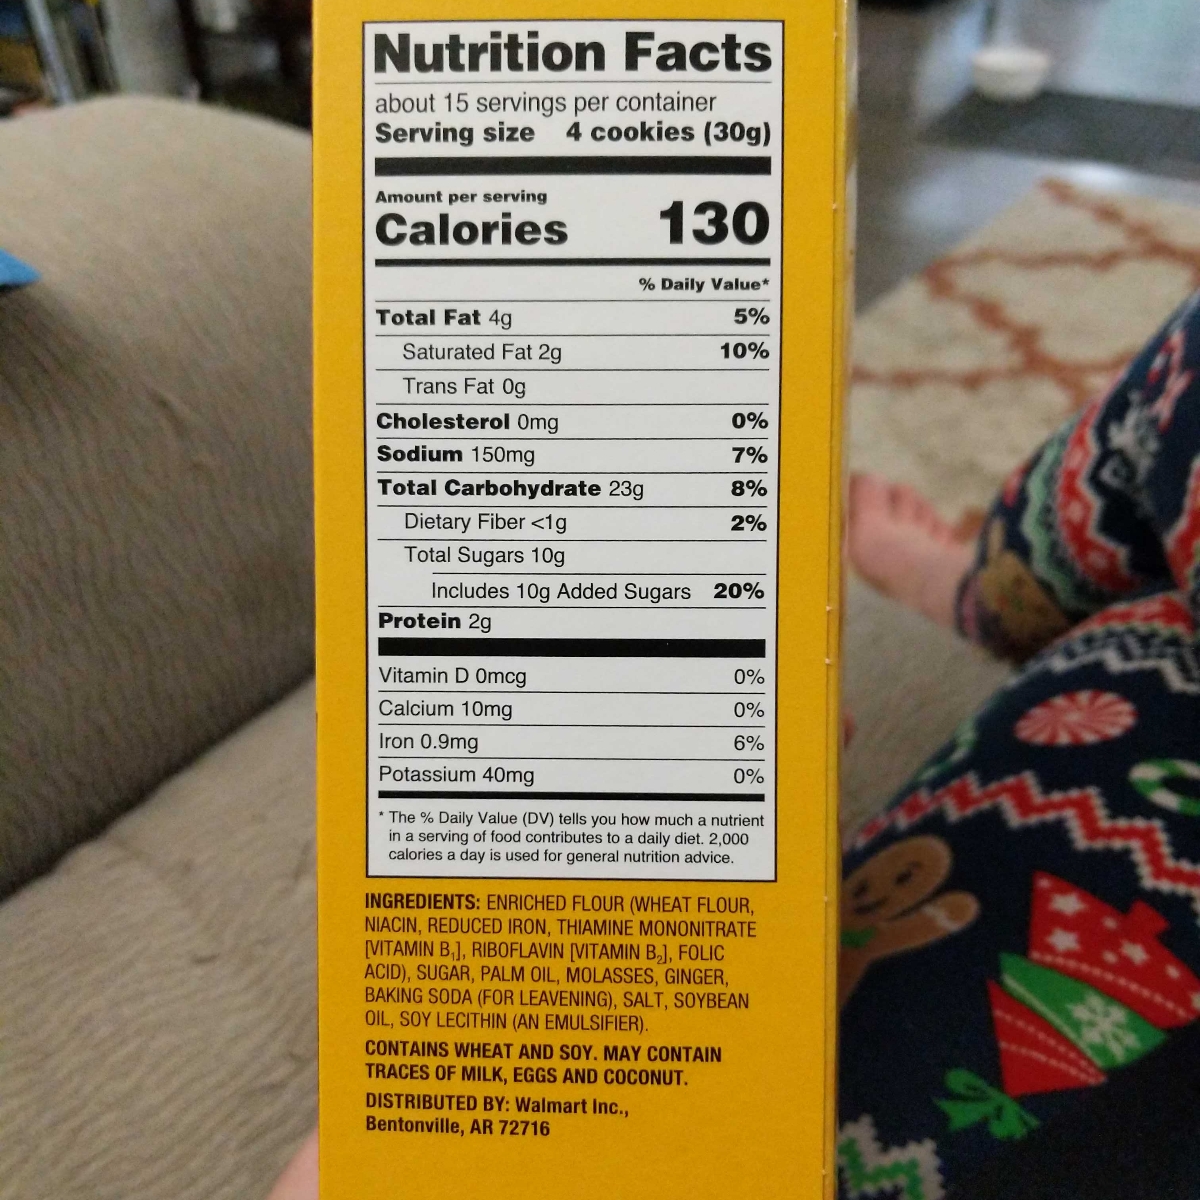 Nutrition Facts
about 15 servings per container
Serving size 4 cookies (30g)
Amount per serving
Calories 130
% Daily Value*
Total Fat 4g 5%
Saturated Fat 2g 10%
Trans Fat 0g
Cholesterol 0mg 0%
Sodium 150mg 7%
Total Carbohydrate 23g 8%
Dietary Fiber <1g 2%
Total Sugars 10g
Includes 10g Added Sugars 20%
Protein 2g
Vitamin D 0mcg 0%
Calcium 10mg 0%
Iron 0.9mg 6%
Potassium 40mg 0%
* The % Daily Value (DV) tells you how much a nutrient
in a serving of food contributes to a daily diet. 2,000
calories a day is used for general nutrition advice.
INGREDIENTS: ENRICHED FLOUR (WHEAT FLOUR,
NIACIN, REDUCED IRON, THIAMINE MONONITRATE
[VITAMIN B₁], RIBOFLAVIN [VITAMIN B₂], FOLIC
ACID), SUGAR, PALM OIL, MOLASSES, GINGER,
BAKING SODA (FOR LEAVENING), SALT, SOYBEAN
OIL, SOY LECITHIN (AN EMULSIFIER).
CONTAINS WHEAT AND SOY. MAY CONTAIN
TRACES OF MILK, EGGS AND COCONUT.
DISTRIBUTED BY: Walmart Inc.,
Bentonville, AR 72716